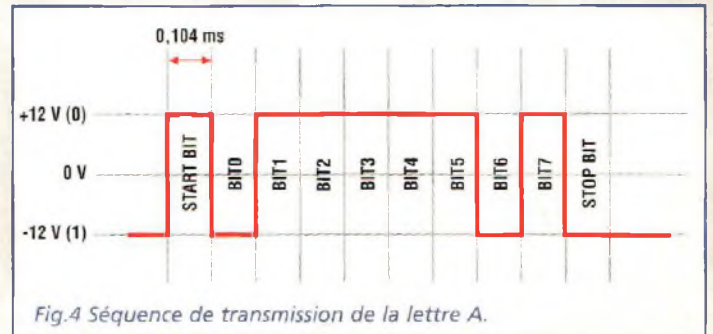 0,104 ms
+12 V (0)
0 V
-12 V (1)
START BIT
BIT0
BIT1
BIT2
BIT3
BIT4
BIT5
BIT6
BIT7
STOP BIT
Fig.4 Séquence de transmission de la lettre A.